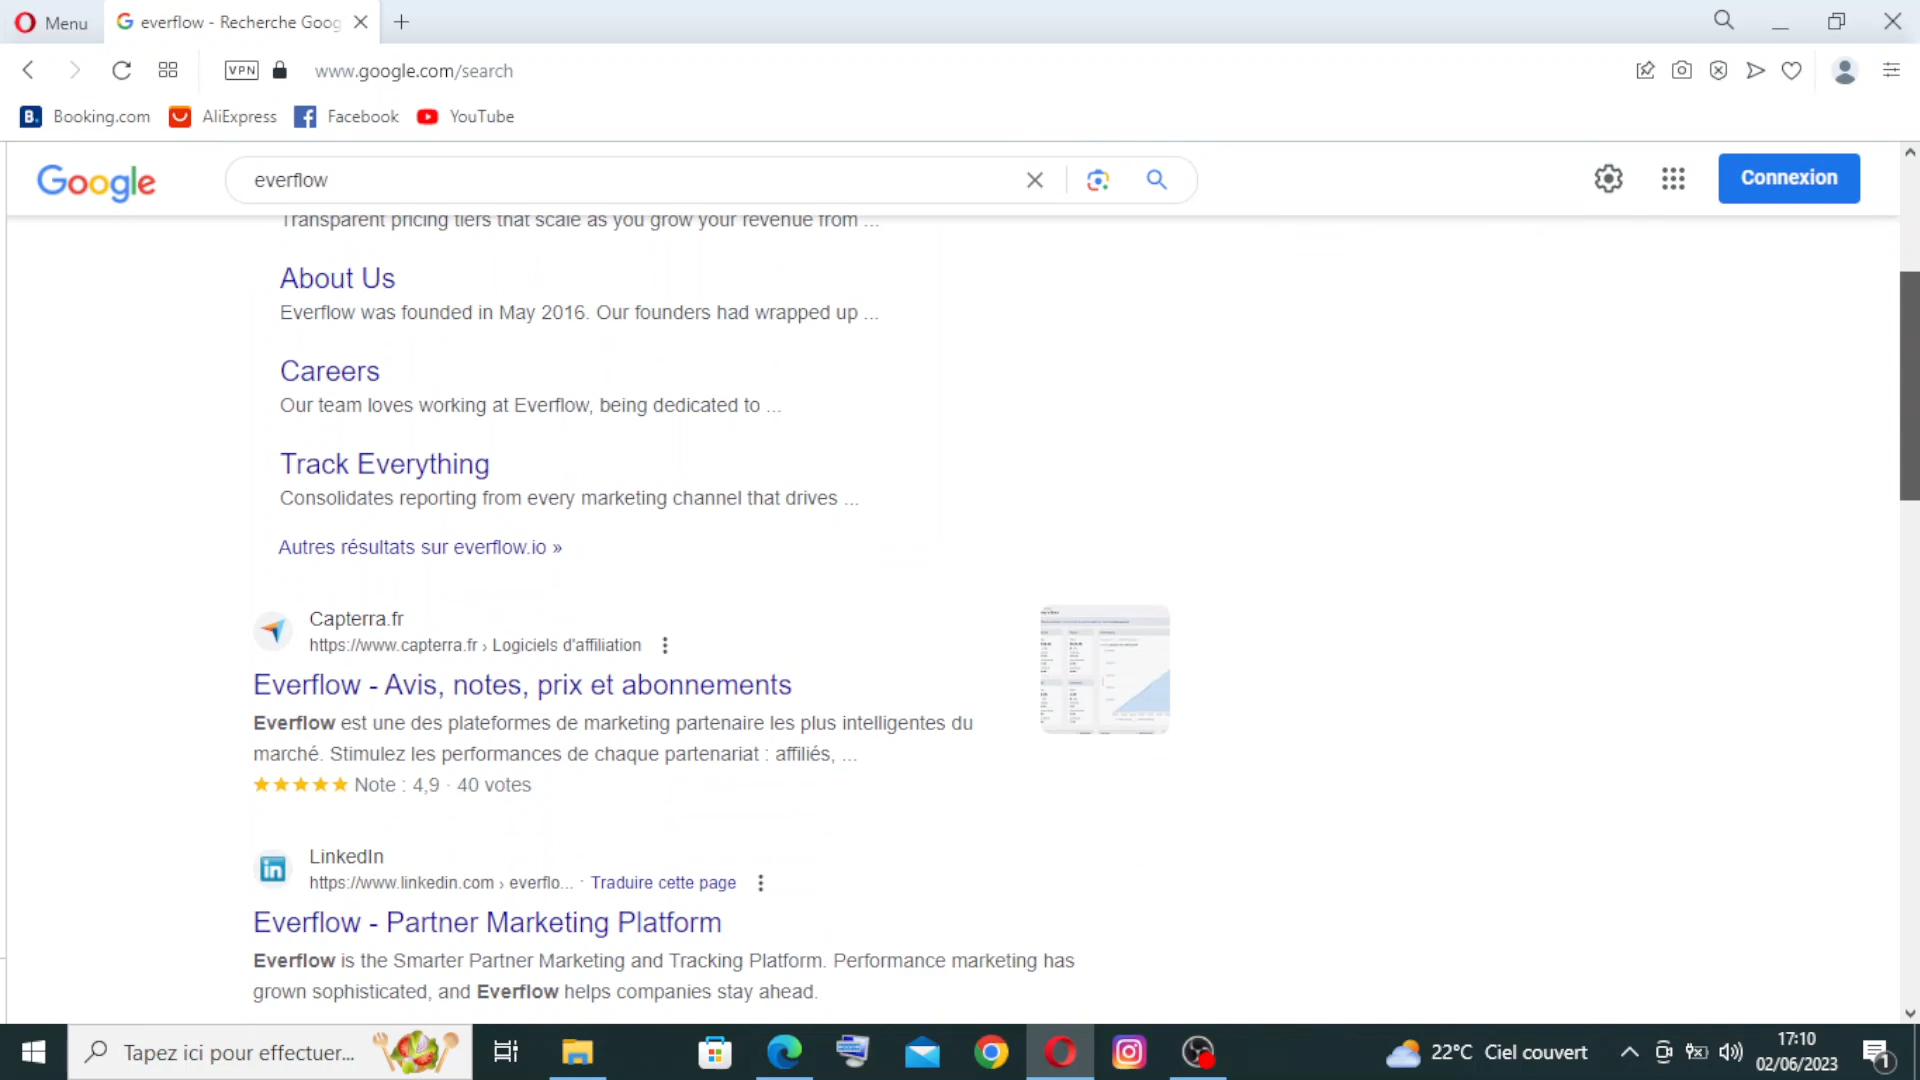 Menu
everflow - Recherche Goog
VPN
www.google.com/search
Booking.com
AliExpress
Facebook
YouTube
Google
everflow
Connexion
Transparent pricing tiers that scale as you grow your revenue from ...
About Us
Everflow was founded in May 2016. Our founders had wrapped up ...
Careers
Our team loves working at Everflow, being dedicated to ...
Track Everything
Consolidates reporting from every marketing channel that drives ...
Autres résultats sur everflow.io »
Capterra.fr
https://www.capterra.fr › Logiciels d'affiliation
Everflow - Avis, notes, prix et abonnements
Everflow est une des plateformes de marketing partenaire les plus intelligentes du
marché. Stimulez les performances de chaque partenariat : affiliés, ...
Note : 4,9 · 40 votes
LinkedIn
https://www.linkedin.com › everflo... · Traduire cette page
Everflow - Partner Marketing Platform
Everflow is the Smarter Partner Marketing and Tracking Platform. Performance marketing has
grown sophisticated, and Everflow helps companies stay ahead.
Tapez ici pour effectuer...
22°C Ciel couvert
17:10
02/06/2023
1